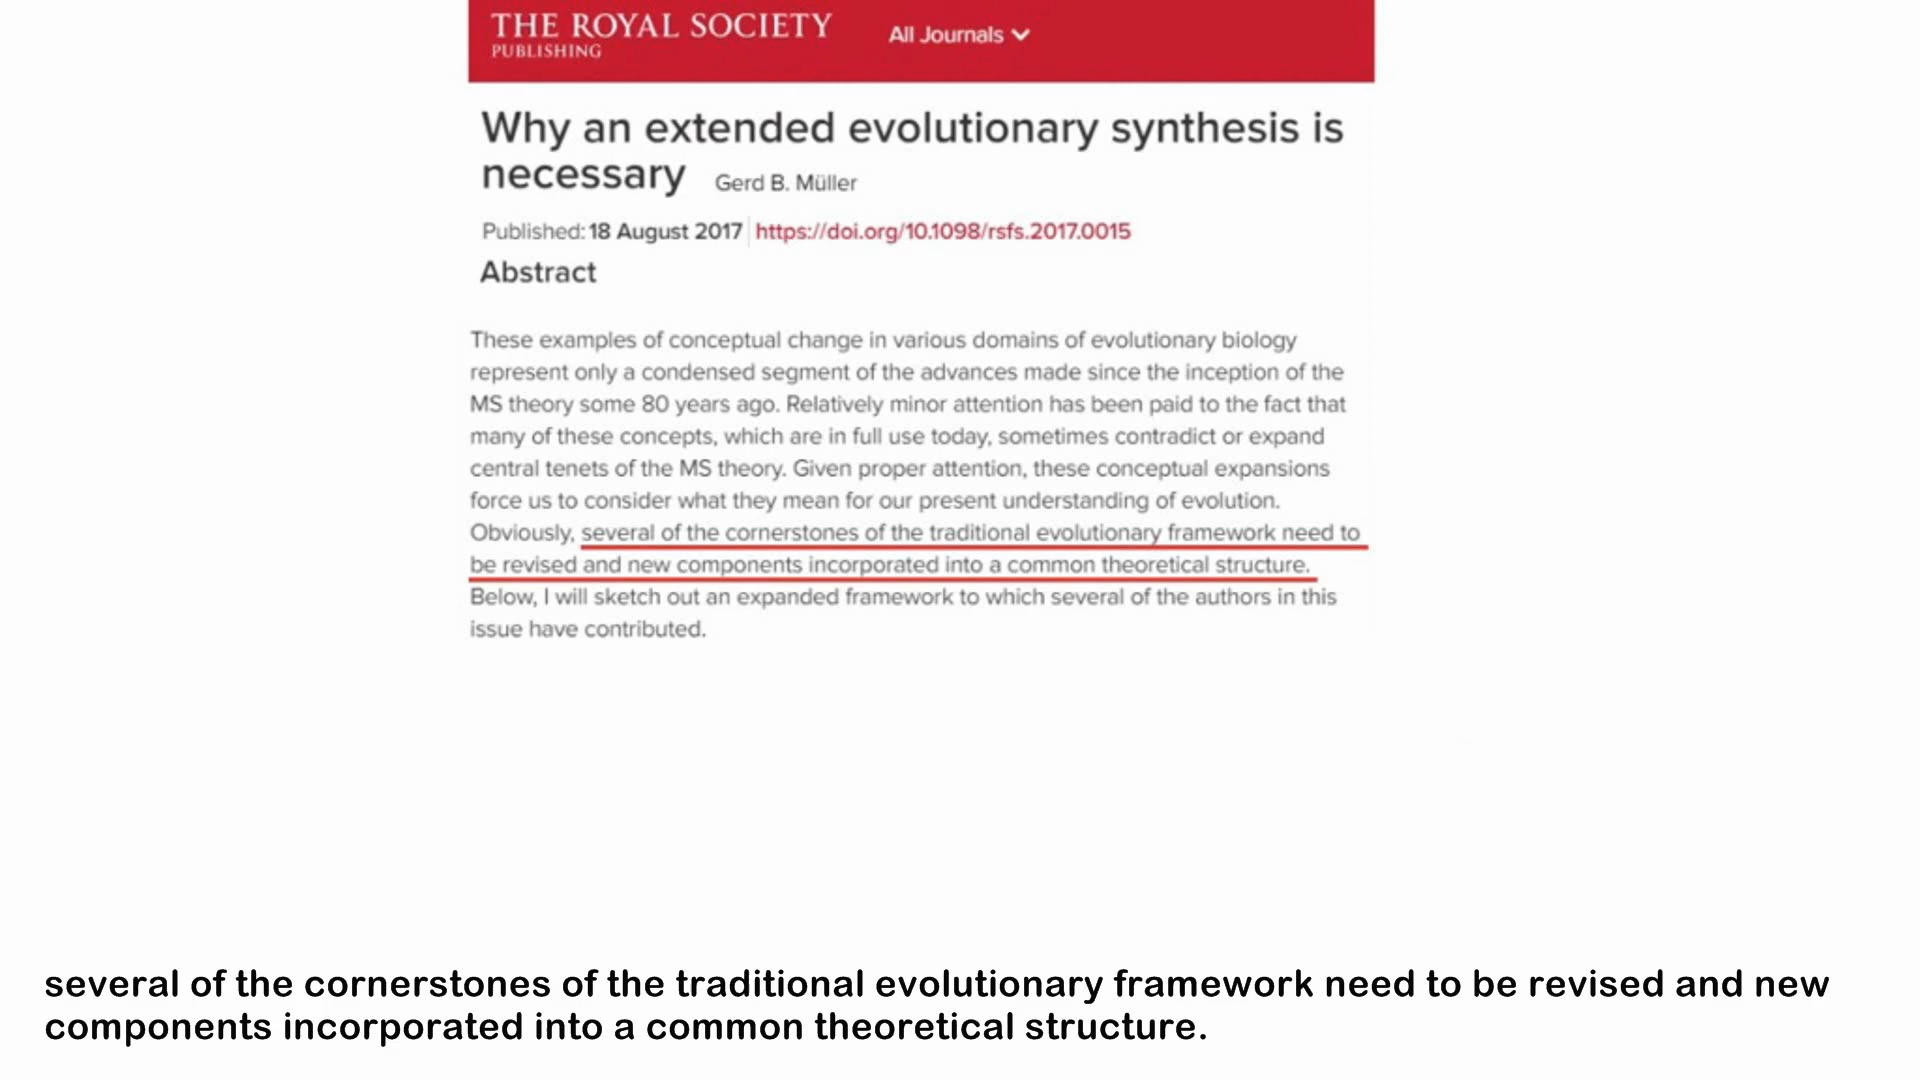 THE ROYAL SOCIETY
PUBLISHING
All Journals
Why an extended evolutionary synthesis is
necessary Gerd B. Müller
Published: 18 August 2017 https://doi.org/10.1098/rsfs.2017.0015
Abstract
These examples of conceptual change in various domains of evolutionary biology
represent only a condensed segment of the advances made since the inception of the
MS theory some 80 years ago. Relatively minor attention has been paid to the fact that
many of these concepts, which are in full use today, sometimes contradict or expand
central tenets of the MS theory. Given proper attention, these conceptual expansions
force us to consider what they mean for our present understanding of evolution.
Obviously, several of the cornerstones of the traditional evolutionary framework need to
be revised and new components incorporated into a common theoretical structure.
Below, I will sketch out an expanded framework to which several of the authors in this
issue have contributed.
several of the cornerstones of the traditional evolutionary framework need to be revised and new
components incorporated into a common theoretical structure.